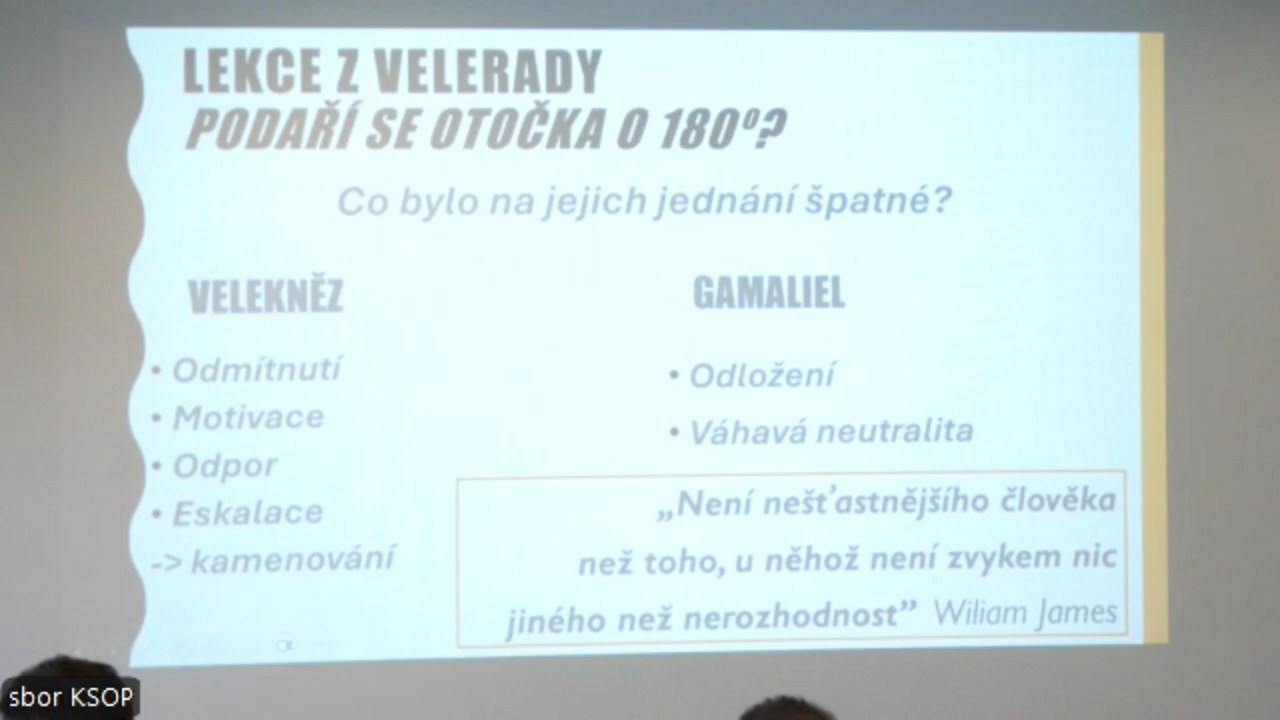 LEKCE Z VELERADY
PODAŘÍ SE OTOČKA O 180º?
Co bylo na jejich jednání špatné?
VELEKNĚZ
• Odmítnutí
• Motivace
• Odpor
• Eskalace
-> kamenování
GAMALIEL
• Odložení
• Váhavá neutralita
„Není nešťastnějšího člověka
než toho, u něhož není zvykem nic
jiného než nerozhodnost” Wiliam James
sbor KSOP